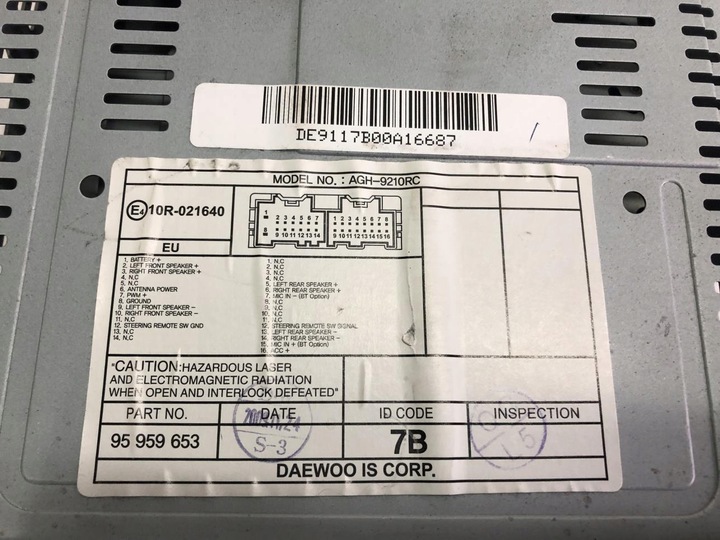 DE9117B00A16687
MODEL NO. : AGH-9210RC
E4 10R-021640
EU
1 2 3 4 5 6 7 1 2 3 4 5 6 7 8
8 9 10 11 12 13 14 9 10 11 12 13 14 15 16
1. BATTERY +
2. LEFT FRONT SPEAKER +
3. RIGHT FRONT SPEAKER +
4. N.C
5. N.C
6. ANTENNA POWER
7. PWM +
8. GROUND
9. LEFT FRONT SPEAKER −
10. RIGHT FRONT SPEAKER −
11. N.C
12. STEERING REMOTE SW GND
13. N.C
14. N.C
1. N.C
2. N.C
3. N.C
4. N.C
5. LEFT REAR SPEAKER +
6. RIGHT REAR SPEAKER +
7. MIC IN − (BT Option)
8. N.C
9. N.C
10. N.C
11. N.C
12. STEERING REMOTE SW SIGNAL
13. LEFT REAR SPEAKER −
14. RIGHT REAR SPEAKER −
15. MIC IN + (BT Option)
16. ACC +
"CAUTION:HAZARDOUS LASER
AND ELECTROMAGNETIC RADIATION
WHEN OPEN AND INTERLOCK DEFEATED"
PART NO. DATE ID CODE INSPECTION
95 959 653 S-3 7B 15
DAEWOO IS CORP.